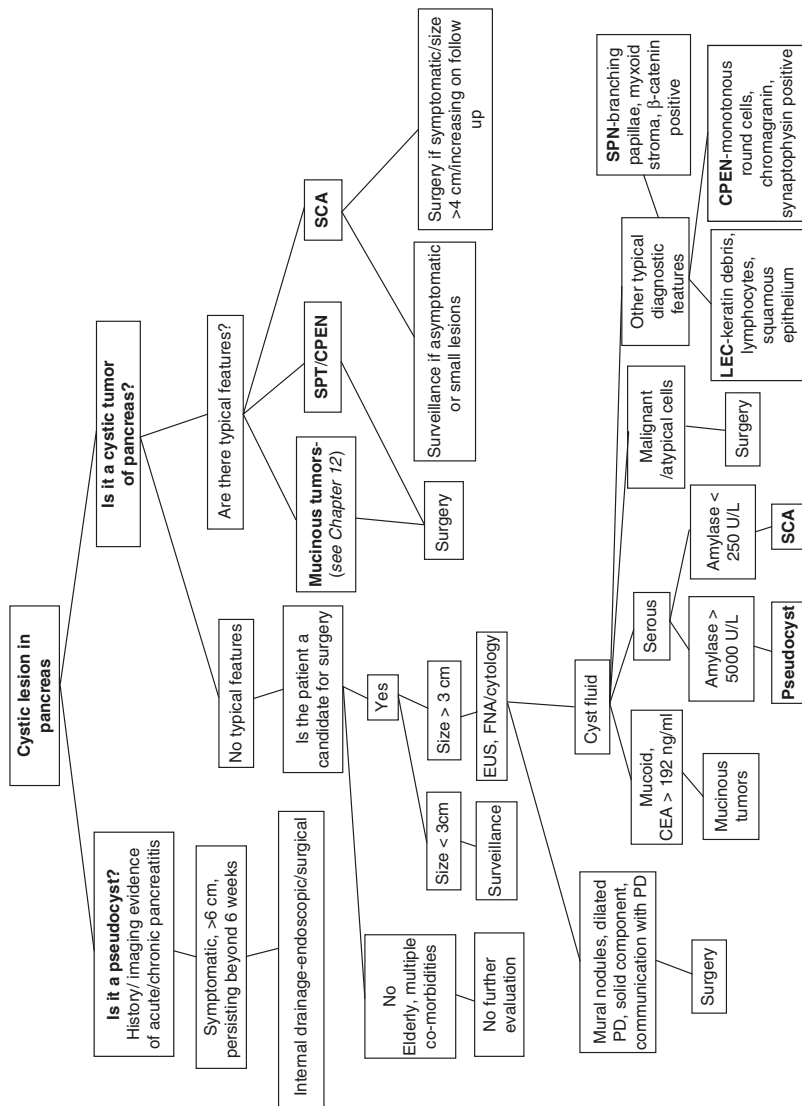 Cystic lesion in
pancreas
Is it a pseudocyst?
History/ imaging evidence
of acute/chronic pancreatitis
Is it a cystic tumor
of pancreas?
Symptomatic, >6 cm,
persisting beyond 6 weeks
No typical features
Are there typical features?
Internal drainage-endoscopic/surgical
Is the patient a
candidate for surgery
Mucinous tumors-
(see Chapter 12)
SPT/CPEN
SCA
No
Elderly, multiple
co-morbidities
Yes
Surgery
Surveillance if asymptomatic
or small lesions
Surgery if symptomatic/size
>4 cm/increasing on follow
up
No further
evaluation
Size < 3cm
Size > 3 cm
Surveillance
EUS, FNA/cytology
Mural nodules, dilated
PD, solid component,
communication with PD
Cyst fluid
Surgery
Mucoid,
CEA > 192 ng/ml
Serous
Malignant
/atypical cells
Other typical
diagnostic
features
SPN-branching
papillae, myxoid
stroma, β-catenin
positive
Mucinous
tumors
Amylase >
5000 U/L
Amylase <
250 U/L
Surgery
LEC-keratin debris,
lymphocytes,
squamous
epithelium
CPEN-monotonous
round cells,
chromagranin,
synaptophysin positive
Pseudocyst
SCA